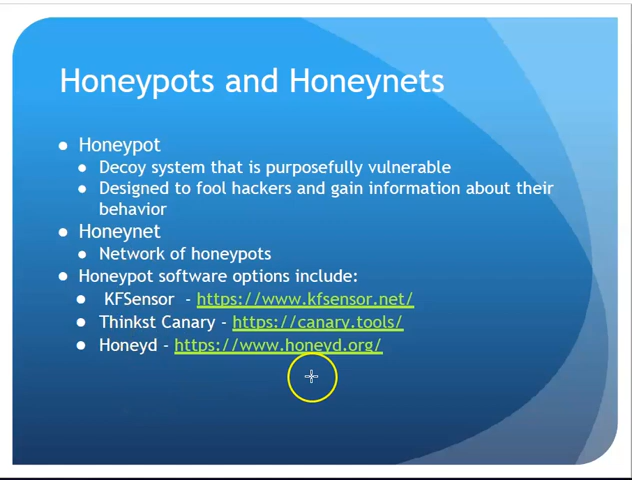 Honeypots and Honeynets
● Honeypot
● Decoy system that is purposefully vulnerable
● Designed to fool hackers and gain information about their
behavior
● Honeynet
● Network of honeypots
● Honeypot software options include:
● KFSensor - https://www.kfsensor.net/
● Thinkst Canary - https://canary.tools/
● Honeyd - https://www.honeyd.org/